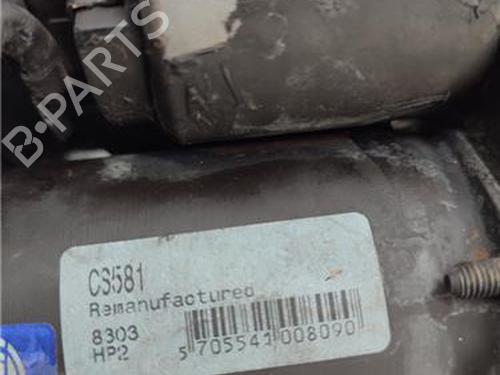 B-PARTS
CS581
Remanufactured
8303
HP2
5 705541 008090